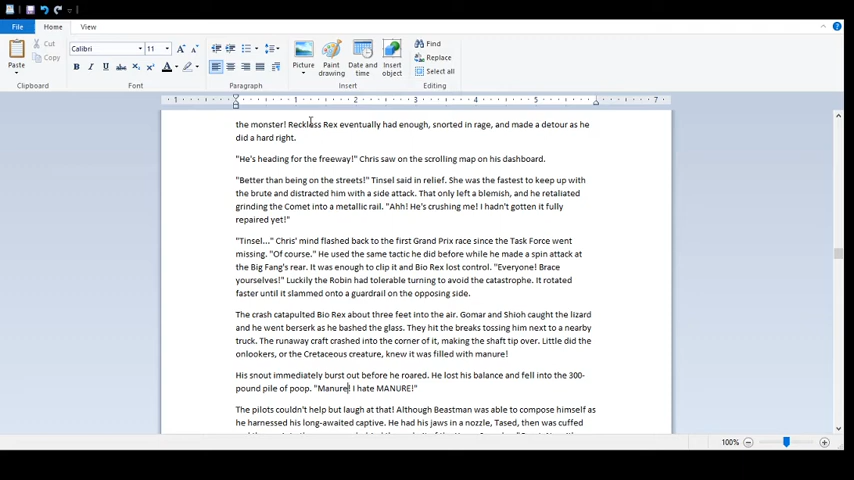 File
Home
View
Cut
Copy
Paste
Clipboard
Calibri
11
Font
Paragraph
Picture
Paint drawing
Date and time
Insert object
Insert
Find
Replace
Select all
Editing
1 1 2 3 4 5 6 7
the monster! Reckless Rex eventually had enough, snorted in rage, and made a detour as he
did a hard right.
"He's heading for the freeway!" Chris saw on the scrolling map on his dashboard.
"Better than being on the streets!" Tinsel said in relief. She was the fastest to keep up with
the brute and distracted him with a side attack. That only left a blemish, and he retaliated
grinding the Comet into a metallic rail. "Ahh! He's crushing me! I hadn't gotten it fully
repaired yet!"
"Tinsel..." Chris' mind flashed back to the first Grand Prix race since the Task Force went
missing. "Of course." He used the same tactic he did before while he made a spin attack at
the Big Fang's rear. It was enough to clip it and Bio Rex lost control. "Everyone! Brace
yourselves!" Luckily the Robin had tolerable turning to avoid the catastrophe. It rotated
faster until it slammed onto a guardrail on the opposing side.
The crash catapulted Bio Rex about three feet into the air. Gomar and Shioh caught the lizard
and he went berserk as he bashed the glass. They hit the breaks tossing him next to a nearby
truck. The runaway craft crashed into the corner of it, making the shaft tip over. Little did the
onlookers, or the Cretaceous creature, knew it was filled with manure!
His snout immediately burst out before he roared. He lost his balance and fell into the 300-
pound pile of poop. "Manure! I hate MANURE!"
The pilots couldn't help but laugh at that! Although Beastman was able to compose himself as
he harnessed his long-awaited captive. He had his jaws in a nozzle, Tased, then was cuffed
100%